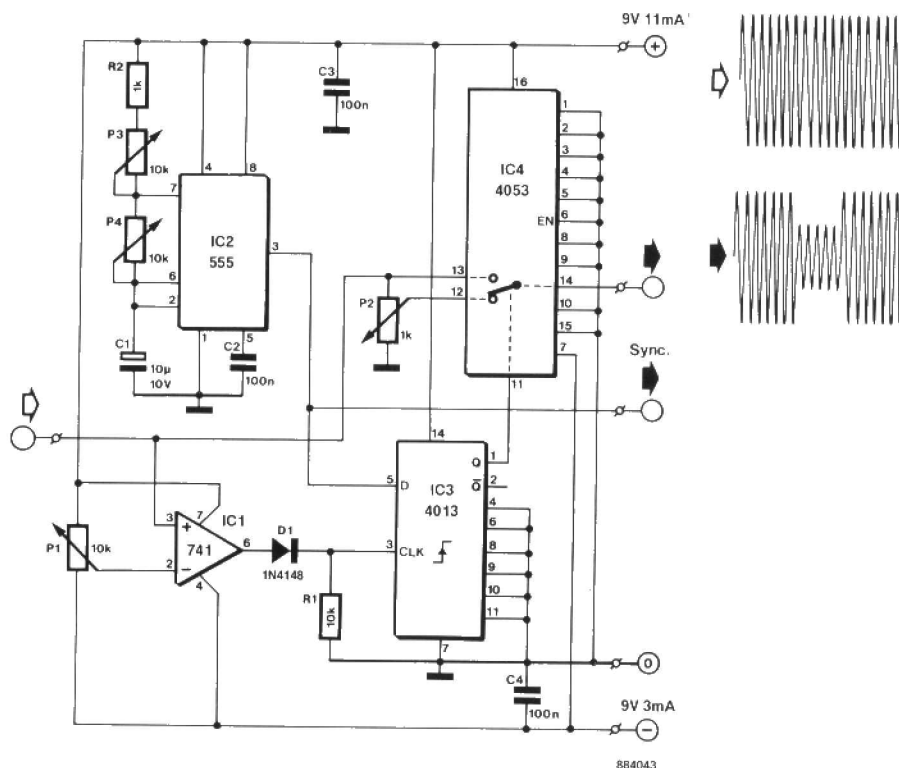 9V 11mA
R2
1k
C3
100n
16
P3
10k
4
8
7
IC2
555
3
P4
10k
6
2
1
5
C1
10µ
10V
C2
100n
IC4
4053
1
2
3
4
5
EN 6
8
9
14
10
15
7
13
12
11
P2
1k
Sync.
14
5 D
IC3
4013
Q 1
Q̅ 2
4
6
8
9
10
11
3 CLK
7
3
+
7
IC1
741
6
2
−
4
P1
10k
D1
1N4148
R1
10k
0
C4
100n
9V 3mA
+
−
884043